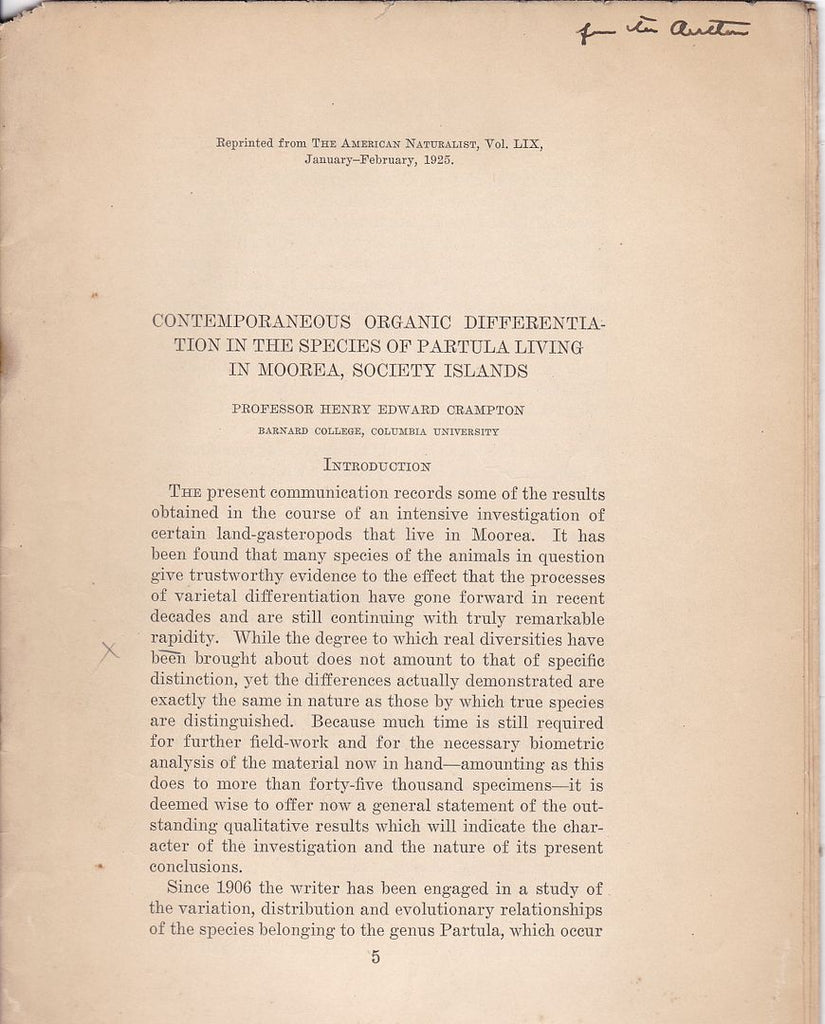 from the Author
Reprinted from THE AMERICAN NATURALIST, Vol. LIX,
January–February, 1925.
CONTEMPORANEOUS ORGANIC DIFFERENTIA-
TION IN THE SPECIES OF PARTULA LIVING
IN MOOREA, SOCIETY ISLANDS
PROFESSOR HENRY EDWARD CRAMPTON
BARNARD COLLEGE, COLUMBIA UNIVERSITY
INTRODUCTION
THE present communication records some of the results
obtained in the course of an intensive investigation of
certain land-gasteropods that live in Moorea. It has
been found that many species of the animals in question
give trustworthy evidence to the effect that the processes
of varietal differentiation have gone forward in recent
decades and are still continuing with truly remarkable
rapidity. While the degree to which real diversities have
been brought about does not amount to that of specific
distinction, yet the differences actually demonstrated are
exactly the same in nature as those by which true species
are distinguished. Because much time is still required
for further field-work and for the necessary biometric
analysis of the material now in hand—amounting as this
does to more than forty-five thousand specimens—it is
deemed wise to offer now a general statement of the out-
standing qualitative results which will indicate the char-
acter of the investigation and the nature of its present
conclusions.
Since 1906 the writer has been engaged in a study of
the variation, distribution and evolutionary relationships
of the species belonging to the genus Partula, which occur
5